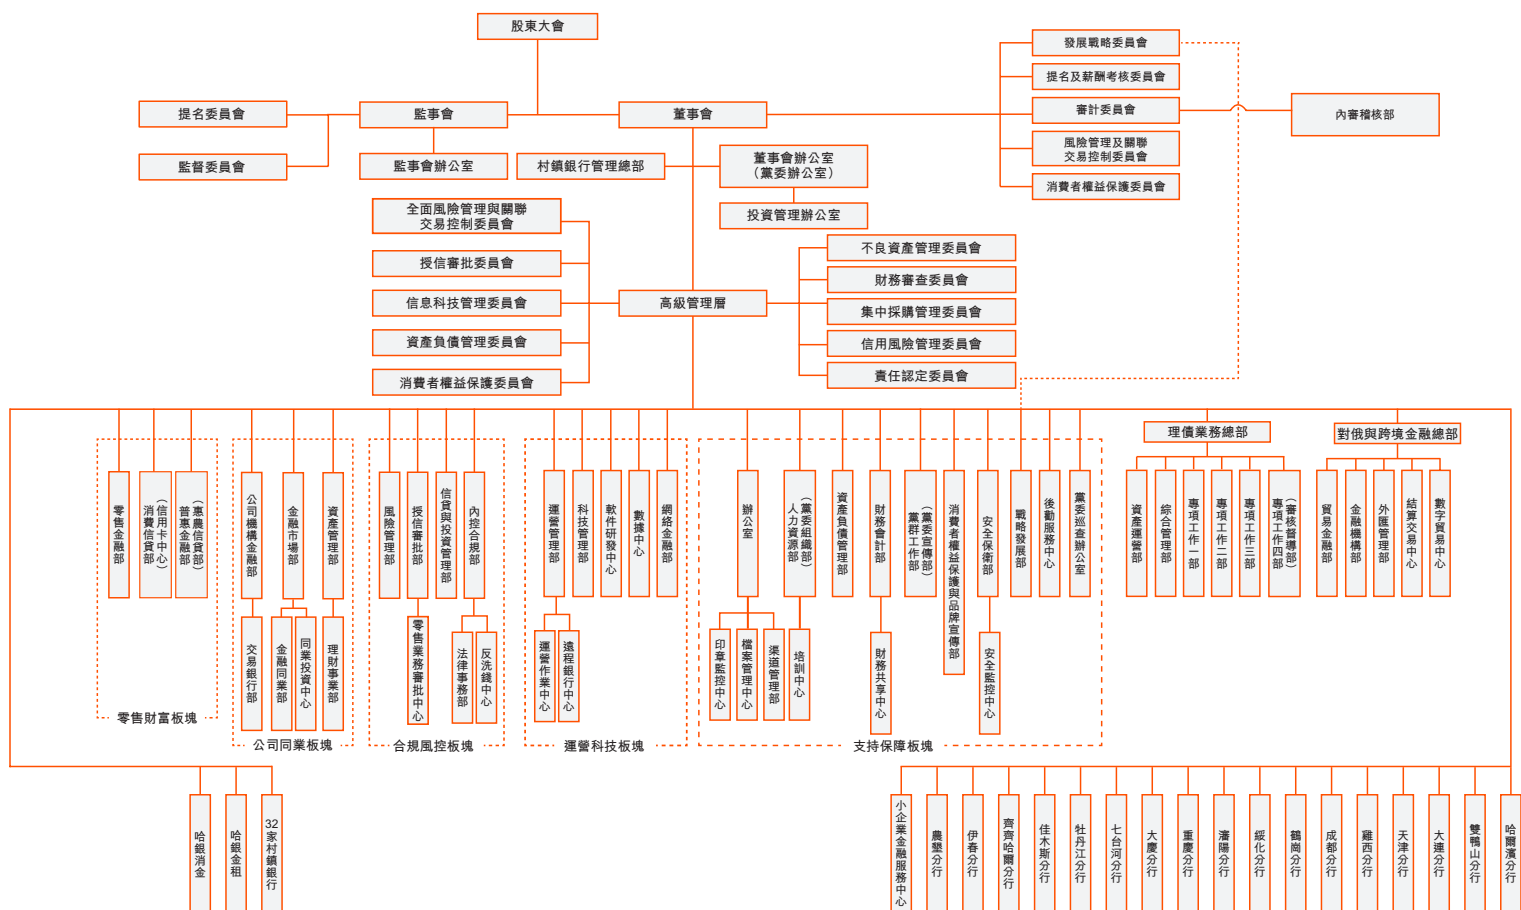 股東大會
發展戰略委員會
提名及薪酬考核委員會
提名委員會
監事會
董事會
審計委員會
內審稽核部
風險管理及關聯
交易控制委員會
監督委員會
監事會辦公室
村鎮銀行管理總部
董事會辦公室
（黨委辦公室）
消費者權益保護委員會
投資管理辦公室
全面風險管理與關聯
交易控制委員會
授信審批委員會
信息科技管理委員會
資產負債管理委員會
消費者權益保護委員會
高級管理層
不良資產管理委員會
財務審查委員會
集中採購管理委員會
信用風險管理委員會
責任認定委員會
理債業務總部
對俄與跨境金融總部
零售金融部
（信用卡中心）
消費信貸部
（惠農信貸部）
普惠金融部
公司機構金融部
金融市場部
資產管理部
風險管理部
授信審批部
信貸與投資管理部
內控合規部
運營管理部
科技管理部
軟件研發中心
數據中心
網絡金融部
辦公室
（黨委組織部）
人力資源部
資產負債管理部
財務會計部
（黨委宣傳部）
黨群工作部
消費者權益保護與品牌宣傳部
安全保衛部
戰略發展部
後勤服務中心
黨委巡查辦公室
資產運營部
綜合管理部
專項工作一部
專項工作二部
專項工作三部
（審核督導部）
專項工作四部
貿易金融部
金融機構部
外匯管理部
結算交易中心
數字貿易中心
交易銀行部
金融同業部
同業投資中心
理財事業部
零售業務審批中心
法律事務部
反洗錢中心
運營作業中心
遠程銀行中心
印章監控中心
檔案管理中心
渠道管理部
培訓中心
財務共享中心
安全監控中心
零售財富板塊
公司同業板塊
合規風控板塊
運營科技板塊
支持保障板塊
哈銀消金
哈銀金租
32家村鎮銀行
小企業金融服務中心
農墾分行
伊春分行
齊齊哈爾分行
佳木斯分行
牡丹江分行
七台河分行
大慶分行
重慶分行
瀋陽分行
綏化分行
鶴崗分行
成都分行
雞西分行
天津分行
大連分行
雙鴨山分行
哈爾濱分行